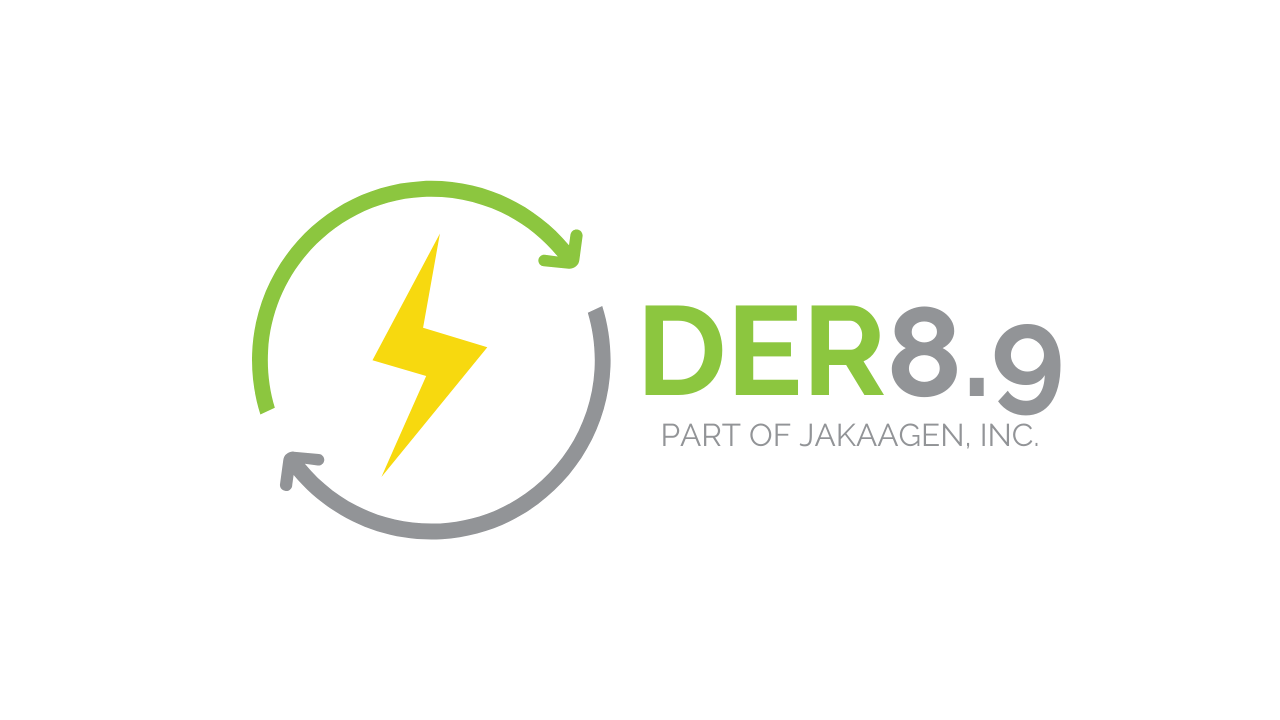 DER8.9
PART OF JAKAAGEN, INC.